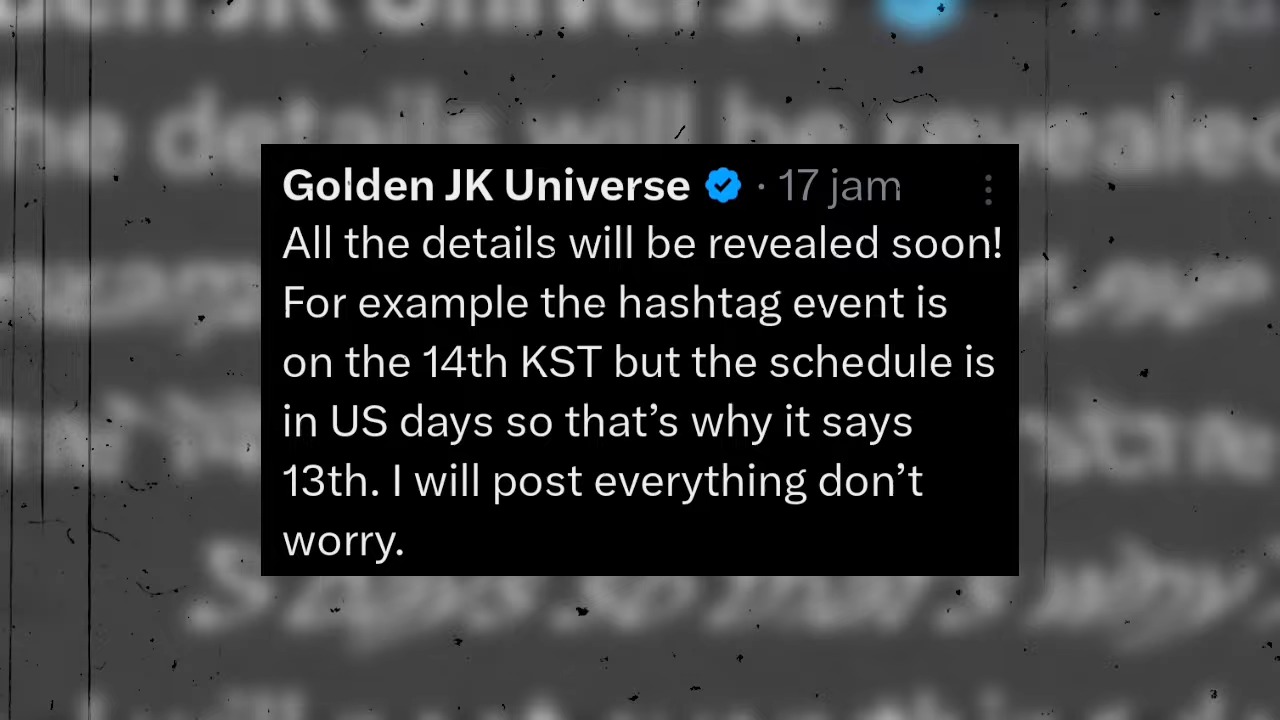 Golden JK Universe · 17 jam
All the details will be revealed soon!
For example the hashtag event is
on the 14th KST but the schedule is
in US days so that’s why it says
13th. I will post everything don’t
worry.